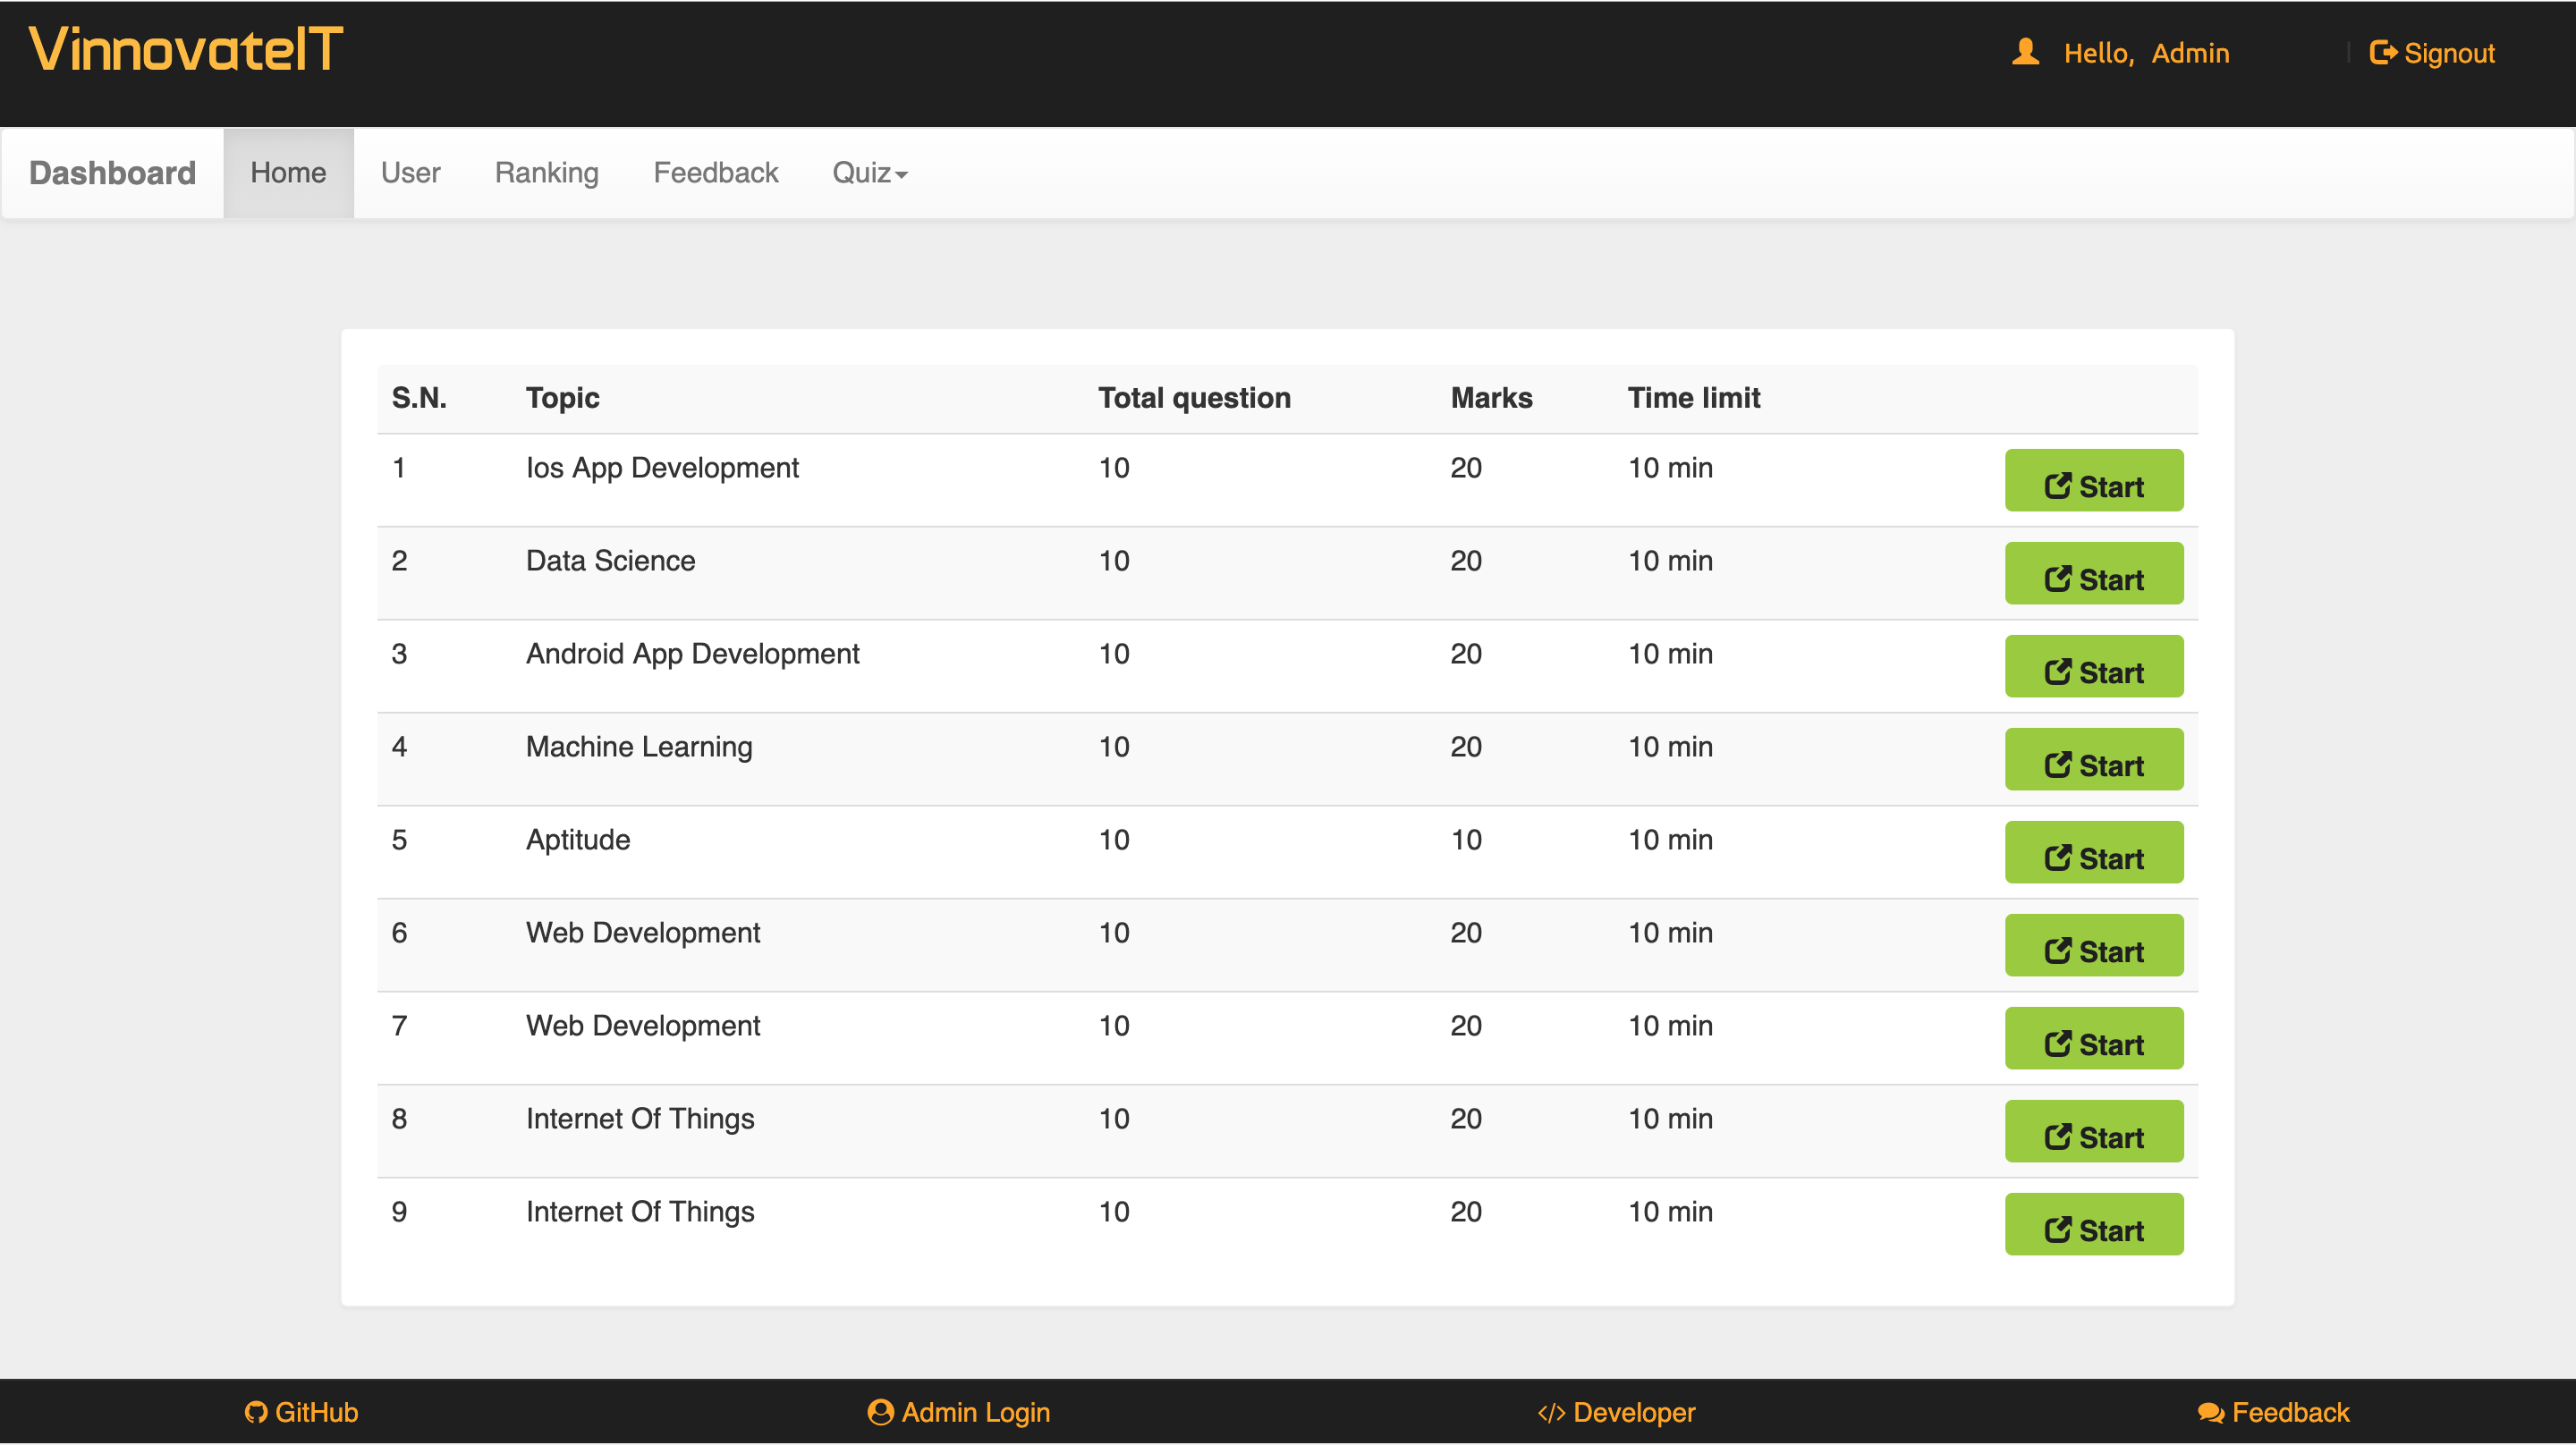 VinnovateIT
Hello, Admin | Signout
Dashboard Home User Ranking Feedback Quiz
S.N. Topic Total question Marks Time limit
1 Ios App Development 10 20 10 min Start
2 Data Science 10 20 10 min Start
3 Android App Development 10 20 10 min Start
4 Machine Learning 10 20 10 min Start
5 Aptitude 10 10 10 min Start
6 Web Development 10 20 10 min Start
7 Web Development 10 20 10 min Start
8 Internet Of Things 10 20 10 min Start
9 Internet Of Things 10 20 10 min Start
GitHub Admin Login </> Developer Feedback